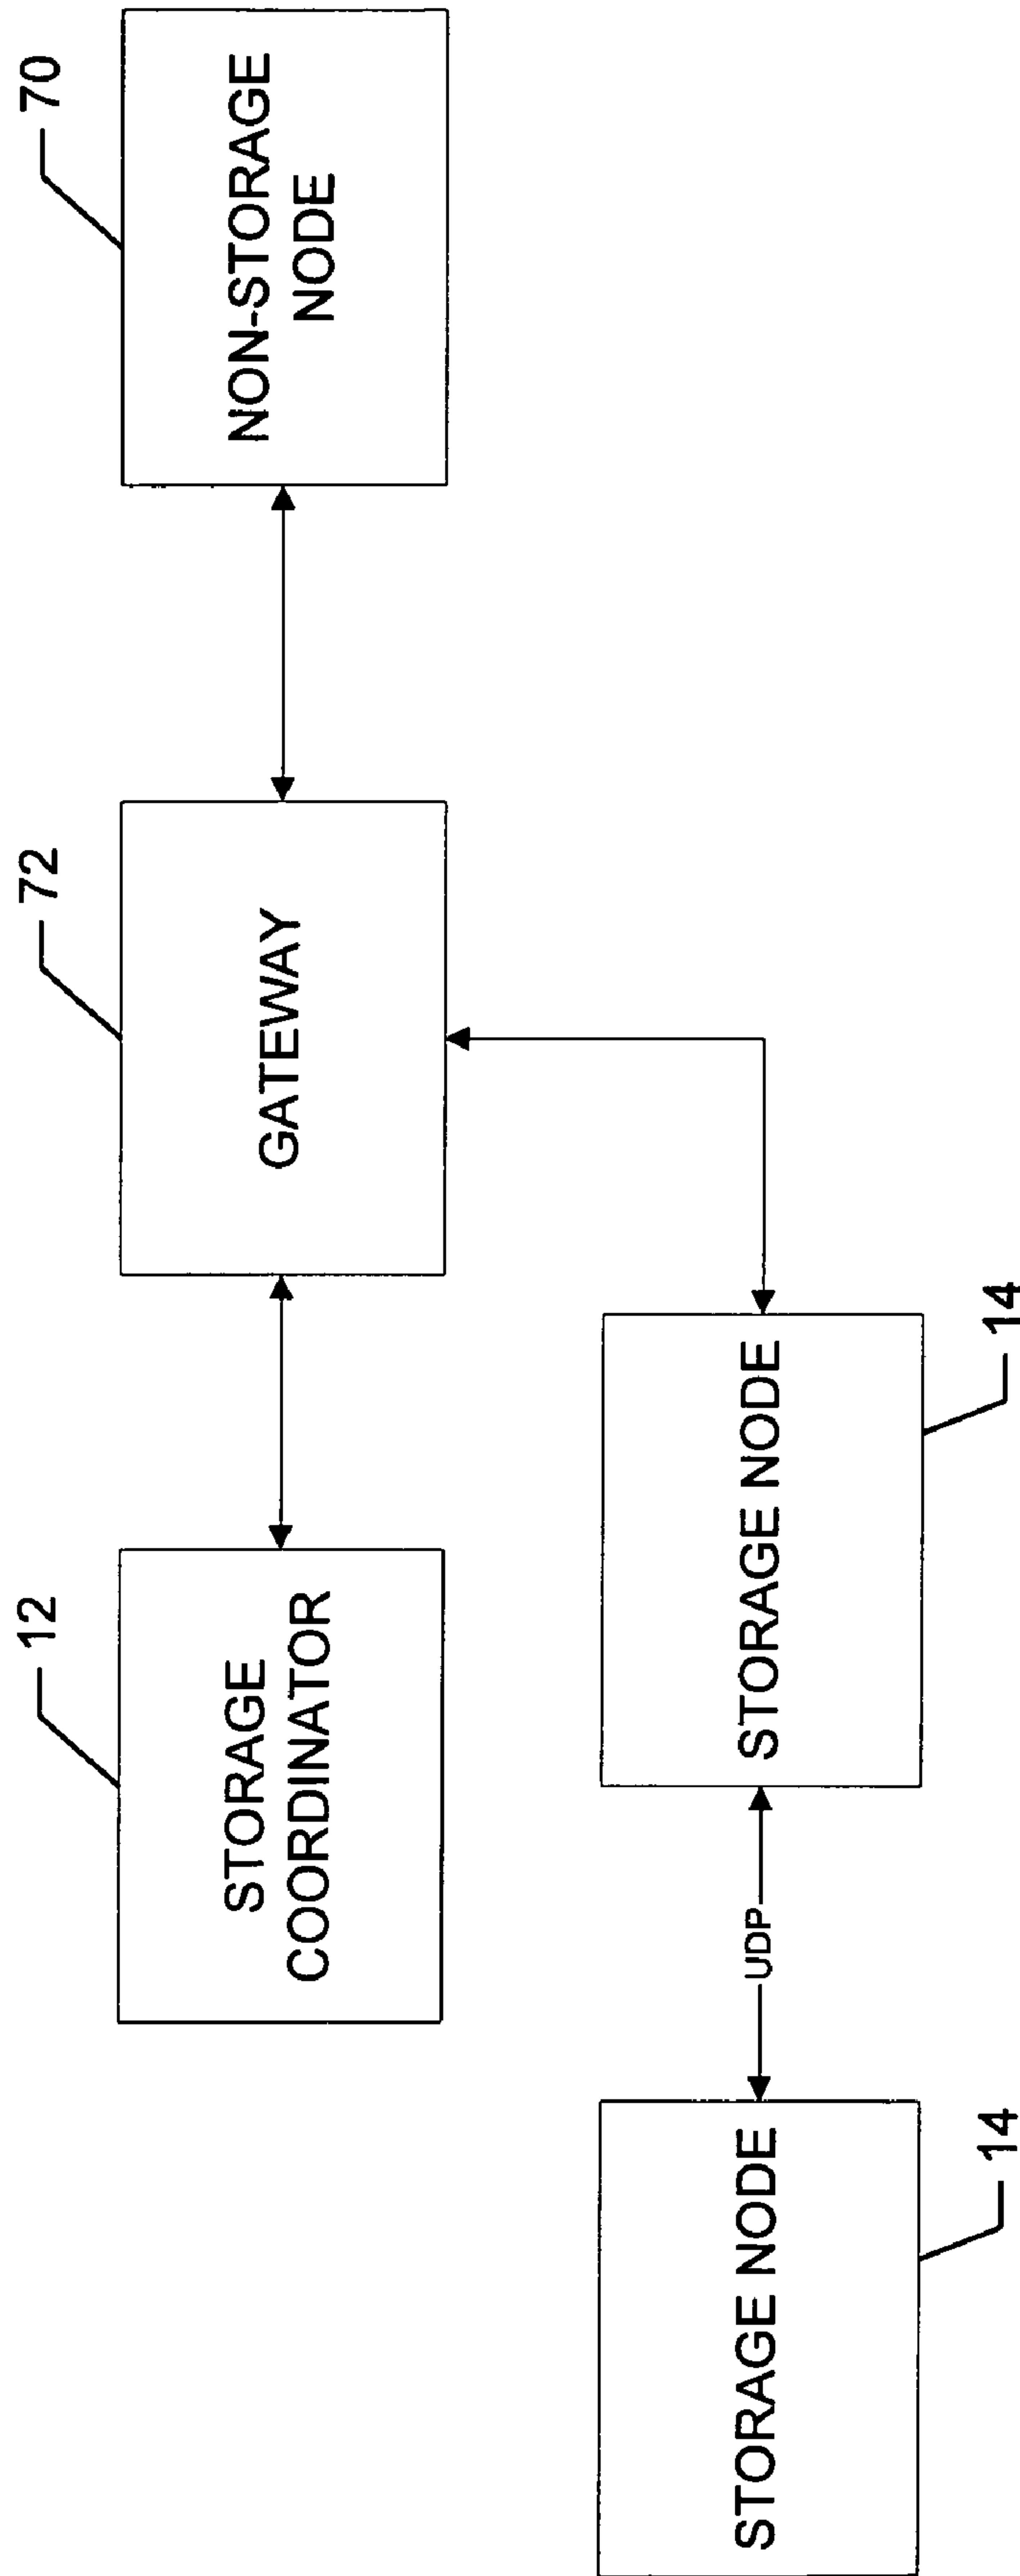 12
STORAGE
COORDINATOR
72
GATEWAY
70
NON-STORAGE
NODE
STORAGE NODE
14
UDP
STORAGE NODE
14